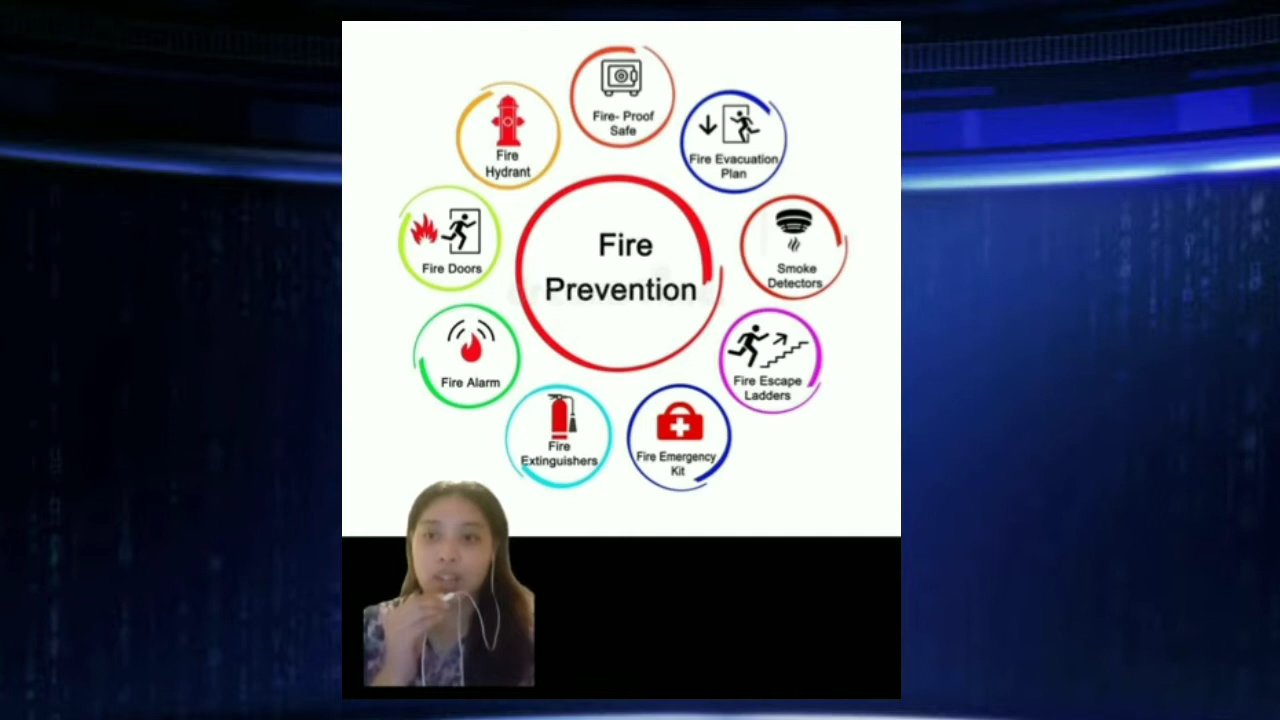 Fire- Proof
Safe
Fire
Hydrant
Fire Evacuation
Plan
Fire Doors
Fire
Prevention
Smoke
Detectors
Fire Alarm
Fire Escape
Ladders
Fire
Extinguishers
Fire Emergency
Kit